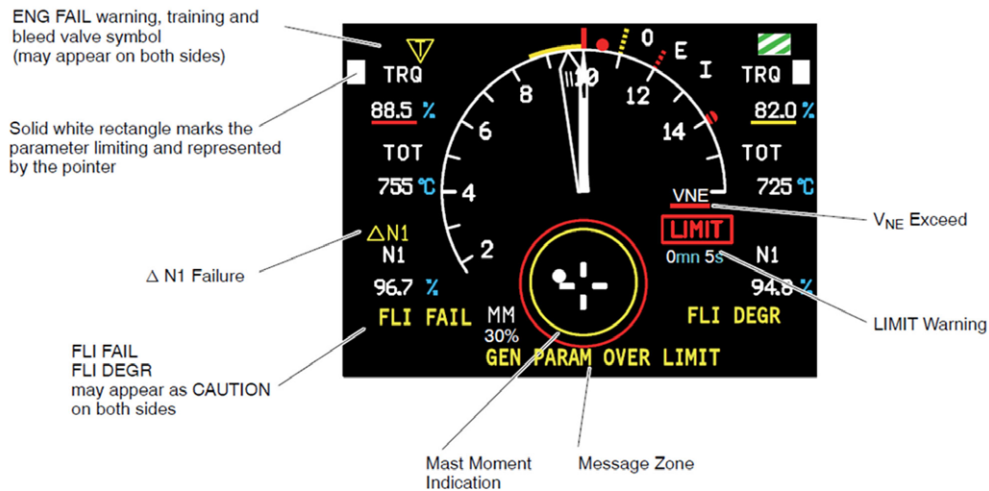 ENG FAIL warning, training and
bleed valve symbol
(may appear on both sides)
Solid white rectangle marks the
parameter limiting and represented
by the pointer
Δ N1 Failure
FLI FAIL
FLI DEGR
may appear as CAUTION
on both sides
T
TRQ
88.5 %
TOT
755 °C
ΔN1
N1
96.7 %
FLI FAIL
2
4
6
8
10
12
14
O
E
I
TRQ
82.0 %
TOT
725 °C
VNE
LIMIT
0mn 5s
N1
94.8 %
FLI DEGR
MM
30%
GEN PARAM OVER LIMIT
VNE Exceed
LIMIT Warning
Mast Moment
Indication
Message Zone